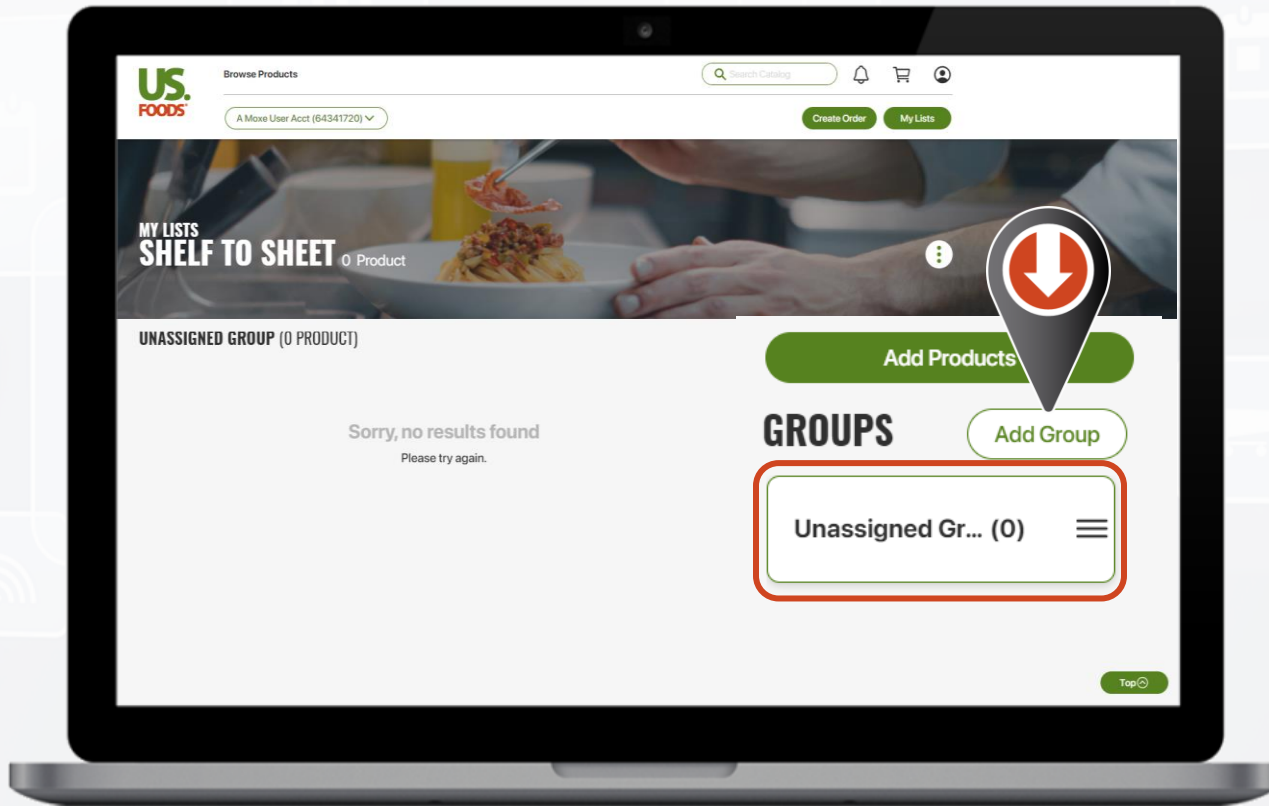 US.
FOODS
Browse Products
Search Catalog
A Moxe User Acct (64341720)
Create Order
My Lists
MY LISTS
SHELF TO SHEET 0 Product
UNASSIGNED GROUP (0 PRODUCT)
Add Products
GROUPS
Add Group
Sorry, no results found
Please try again.
Unassigned Gr... (0)
Top